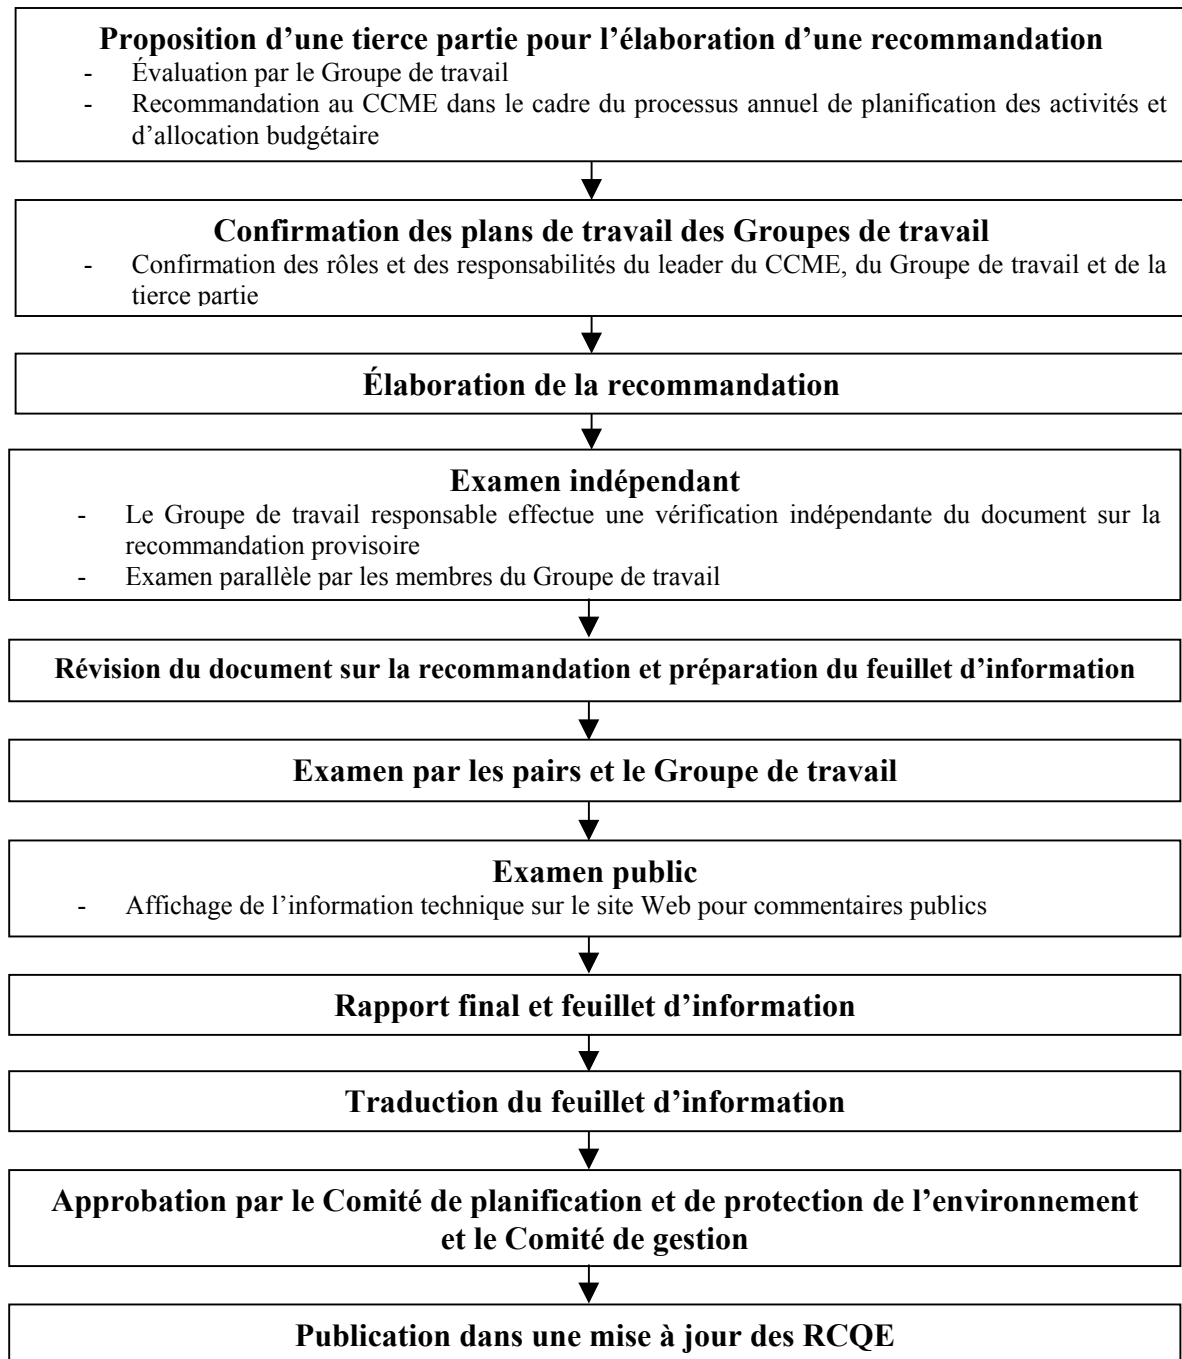 Proposition d’une tierce partie pour l’élaboration d’une recommandation
- Évaluation par le Groupe de travail
- Recommandation au CCME dans le cadre du processus annuel de planification des activités et
d’allocation budgétaire
Confirmation des plans de travail des Groupes de travail
- Confirmation des rôles et des responsabilités du leader du CCME, du Groupe de travail et de la
tierce partie
Élaboration de la recommandation
Examen indépendant
- Le Groupe de travail responsable effectue une vérification indépendante du document sur la
recommandation provisoire
- Examen parallèle par les membres du Groupe de travail
Révision du document sur la recommandation et préparation du feuillet d’information
Examen par les pairs et le Groupe de travail
Examen public
- Affichage de l’information technique sur le site Web pour commentaires publics
Rapport final et feuillet d’information
Traduction du feuillet d’information
Approbation par le Comité de planification et de protection de l’environnement
et le Comité de gestion
Publication dans une mise à jour des RCQE